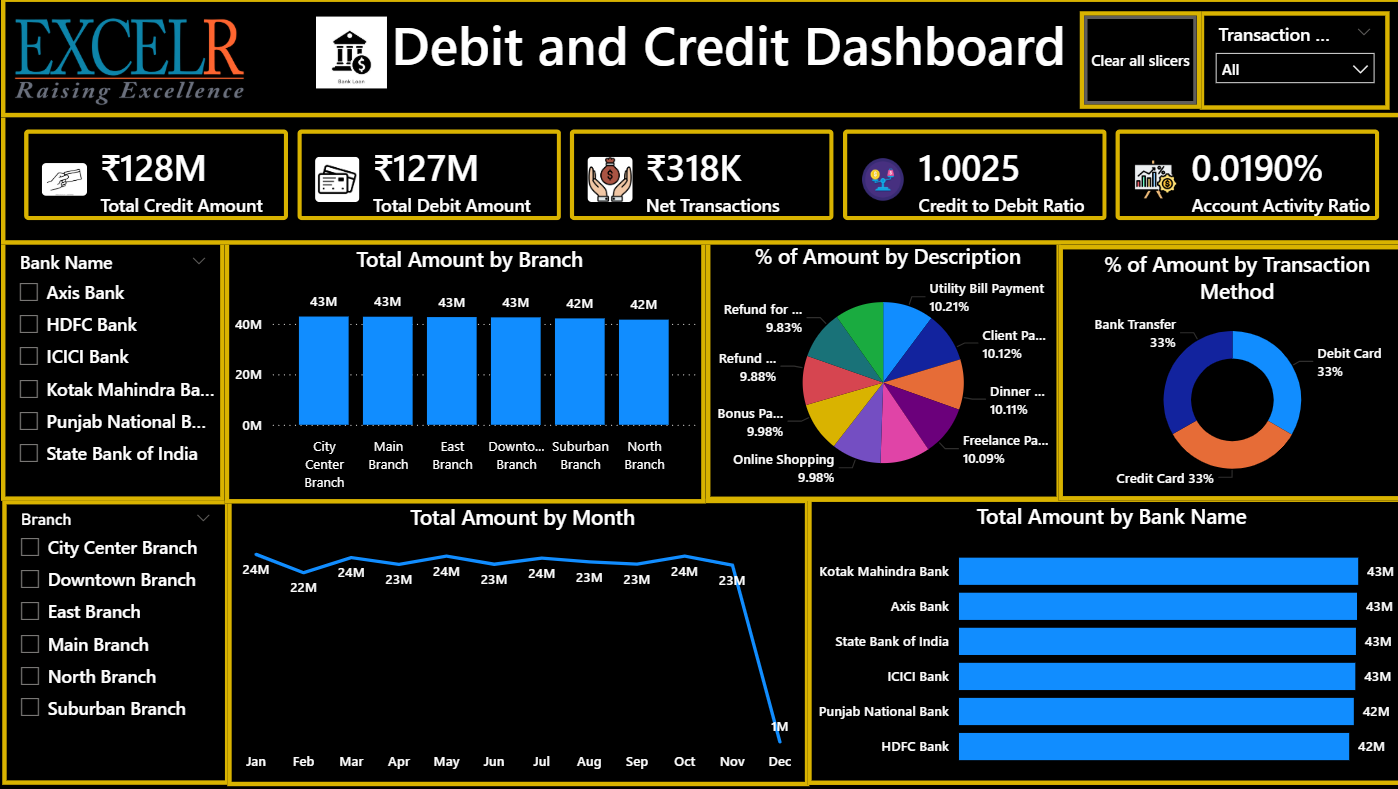 EXCELR
Raising Excellence
Bank Loan
Debit and Credit Dashboard
Clear all slicers
Transaction ...
All
₹128M
Total Credit Amount
₹127M
Total Debit Amount
₹318K
Net Transactions
1.0025
Credit to Debit Ratio
0.0190%
Account Activity Ratio
Bank Name
Axis Bank
HDFC Bank
ICICI Bank
Kotak Mahindra Ba...
Punjab National B...
State Bank of India
Total Amount by Branch
43M 43M 43M 43M 42M 42M
40M
20M
0M
City
Center
Branch
Main
Branch
East
Branch
Downto...
Branch
Suburban
Branch
North
Branch
% of Amount by Description
Utility Bill Payment
10.21%
Client Pa...
10.12%
Dinner ...
10.11%
Freelance Pa...
10.09%
Online Shopping
9.98%
Bonus Pa...
9.98%
Refund ...
9.88%
Refund for ...
9.83%
% of Amount by Transaction
Method
Bank Transfer
33%
Debit Card
33%
Credit Card 33%
Branch
City Center Branch
Downtown Branch
East Branch
Main Branch
North Branch
Suburban Branch
Total Amount by Month
24M 22M 24M 23M 24M 23M 24M 23M 23M 24M 23M 1M
Jan Feb Mar Apr May Jun Jul Aug Sep Oct Nov Dec
Total Amount by Bank Name
Kotak Mahindra Bank 43M
Axis Bank 43M
State Bank of India 43M
ICICI Bank 43M
Punjab National Bank 42M
HDFC Bank 42M